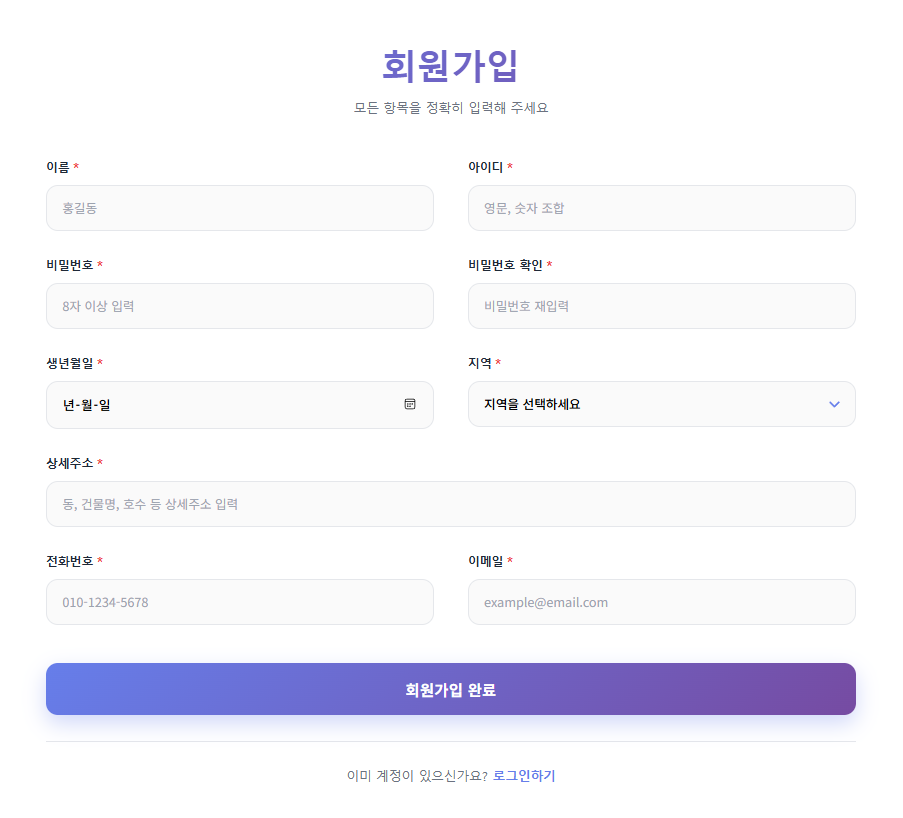 회원가입
모든 항목을 정확히 입력해 주세요
이름 *
아이디 *
홍길동
영문, 숫자 조합
비밀번호 *
비밀번호 확인 *
8자 이상 입력
비밀번호 재입력
생년월일 *
지역 *
년-월-일
지역을 선택하세요
상세주소 *
동, 건물명, 호수 등 상세주소 입력
전화번호 *
이메일 *
010-1234-5678
example@email.com
회원가입 완료
이미 계정이 있으신가요? 로그인하기